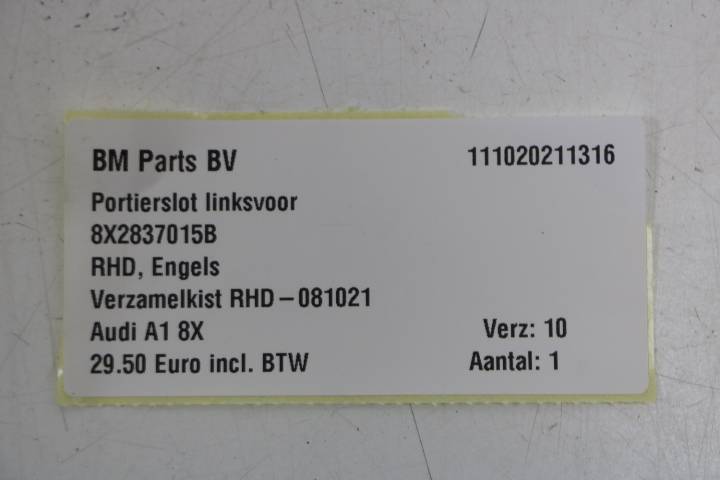 BM Parts BV 111020211316
Portierslot linksvoor
8X2837015B
RHD, Engels
Verzamelkist RHD-081021
Audi A1 8X Verz: 10
29.50 Euro incl. BTW Aantal: 1